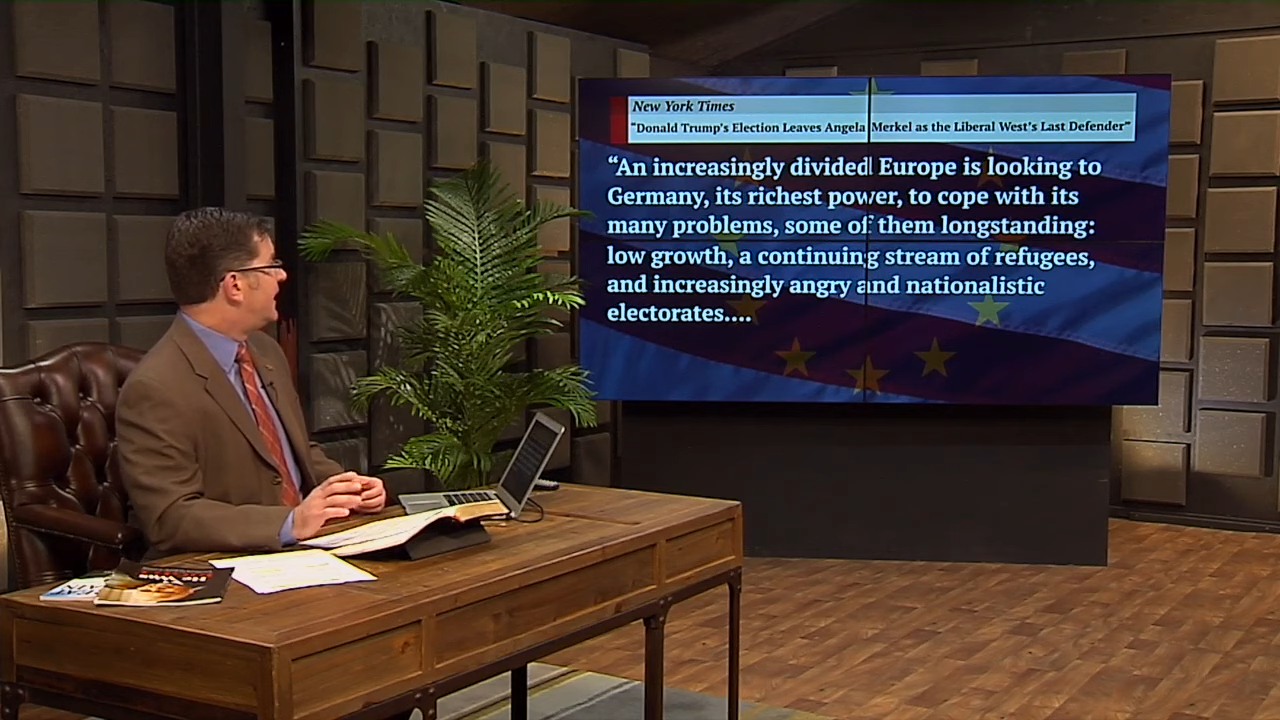 New York Times
"Donald Trump's Election Leaves Angela Merkel as the Liberal West's Last Defender"
“An increasingly divided Europe is looking to
Germany, its richest power, to cope with its
many problems, some of them longstanding:
low growth, a continuing stream of refugees,
and increasingly angry and nationalistic
electorates....